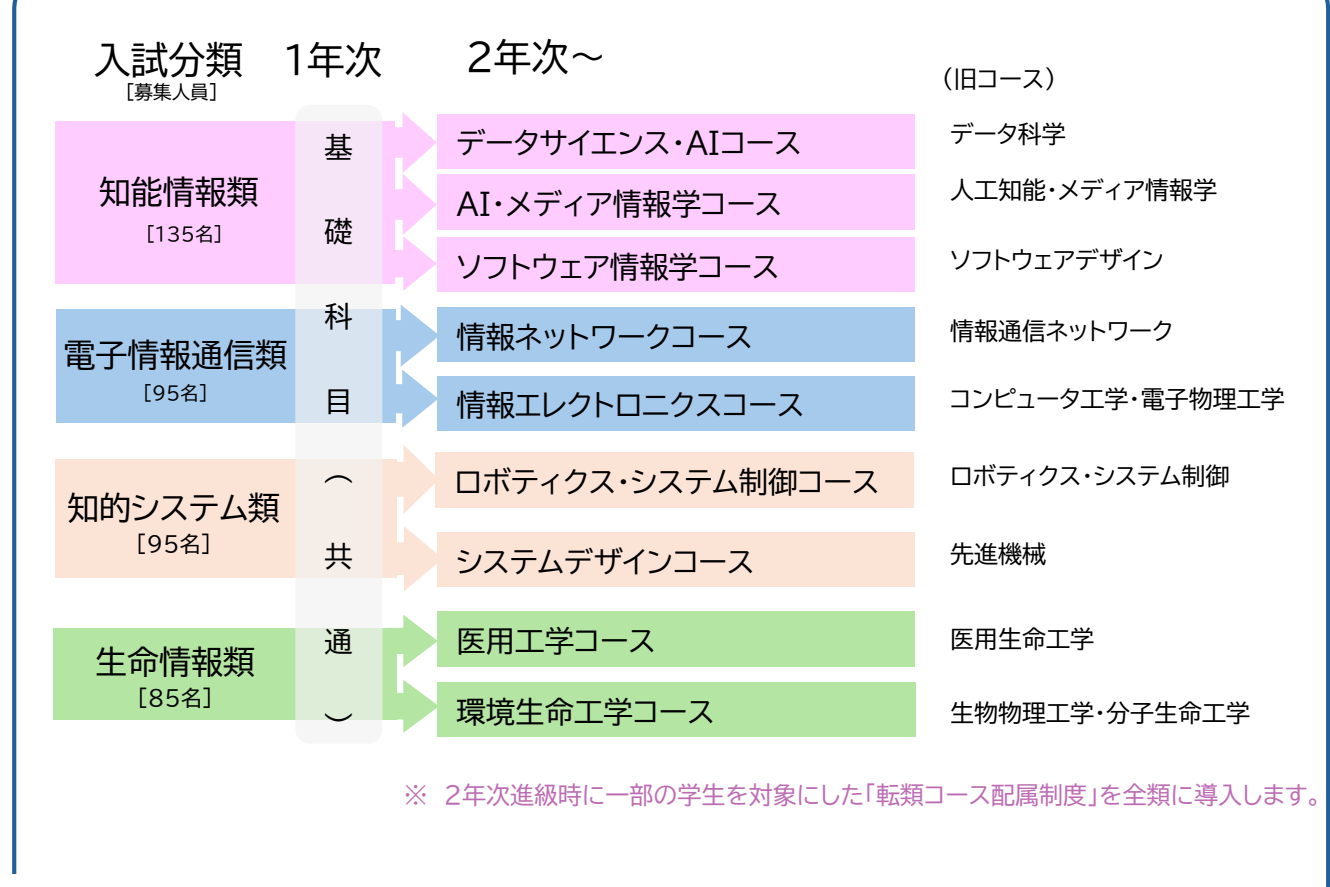 入試分類 1年次 2年次～
[募集人員]
(旧コース)
基礎科目(共通)
知能情報類
[135名]
データサイエンス・AIコース データ科学
AI・メディア情報学コース 人工知能・メディア情報学
ソフトウェア情報学コース ソフトウェアデザイン
電子情報通信類
[95名]
情報ネットワークコース 情報通信ネットワーク
情報エレクトロニクスコース コンピュータ工学・電子物理工学
知的システム類
[95名]
ロボティクス・システム制御コース ロボティクス・システム制御
システムデザインコース 先進機械
生命情報類
[85名]
医用工学コース 医用生命工学
環境生命工学コース 生物物理工学・分子生命工学
※ 2年次進級時に一部の学生を対象にした「転類コース配属制度」を全類に導入します。